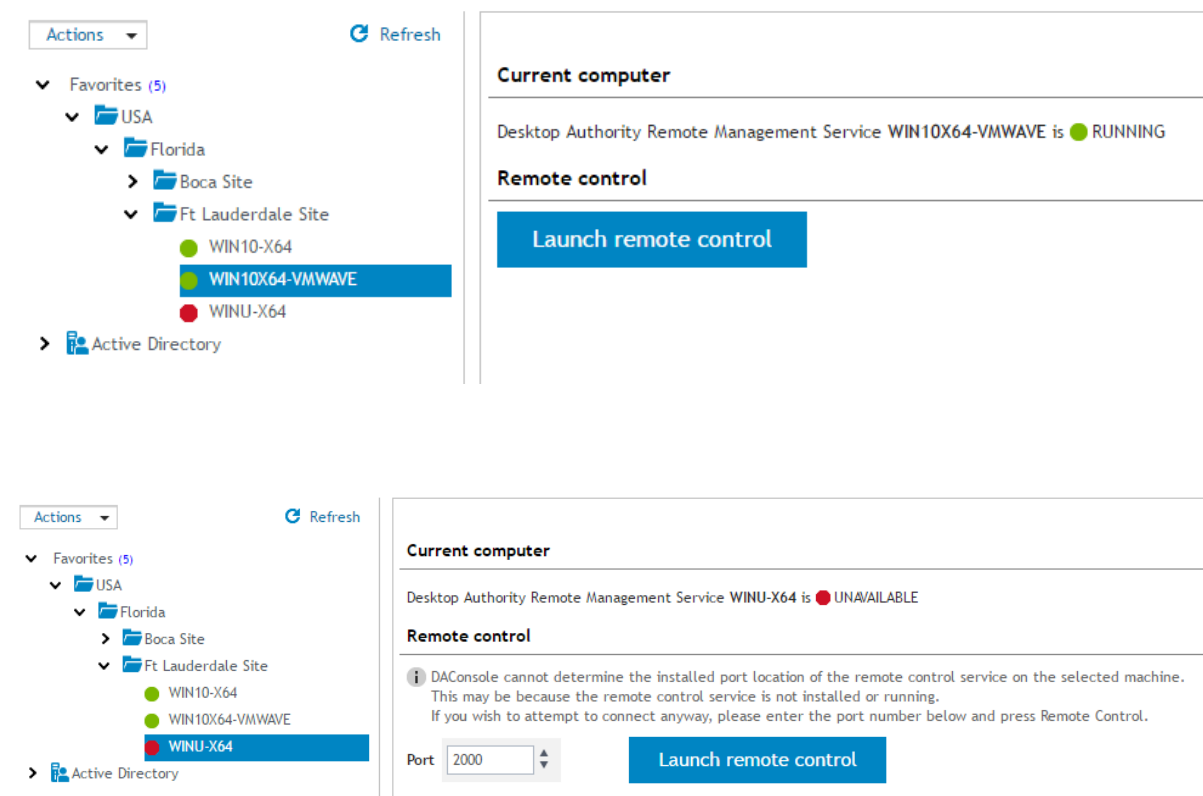 Actions
Refresh
Favorites (5)
USA
Florida
Boca Site
Ft Lauderdale Site
WIN10-X64
WIN10X64-VMWAVE
WINU-X64
Active Directory
Current computer
Desktop Authority Remote Management Service WIN10X64-VMWAVE is RUNNING
Remote control
Launch remote control
Actions
Refresh
Favorites (5)
USA
Florida
Boca Site
Ft Lauderdale Site
WIN10-X64
WIN10X64-VMWAVE
WINU-X64
Active Directory
Current computer
Desktop Authority Remote Management Service WINU-X64 is UNAVAILABLE
Remote control
DAConsole cannot determine the installed port location of the remote control service on the selected machine.
This may be because the remote control service is not installed or running.
If you wish to attempt to connect anyway, please enter the port number below and press Remote Control.
Port 2000
Launch remote control